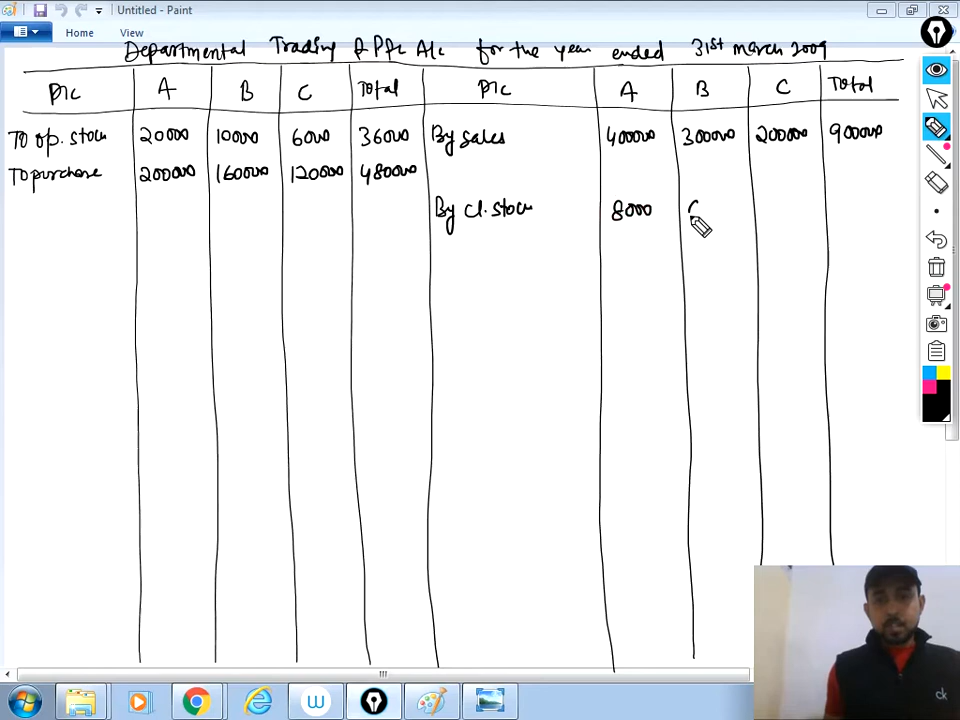 Untitled - Paint
Home View
Departmental Trading & P&L A/c for the year ended 31st march 2009
P/c A B C Total P/c A B C Total
To op. stock 20000 10000 6000 36000 By sales 400000 300000 200000 900000
To purchase 200000 160000 120000 480000
By cl. stock 8000
W
ck